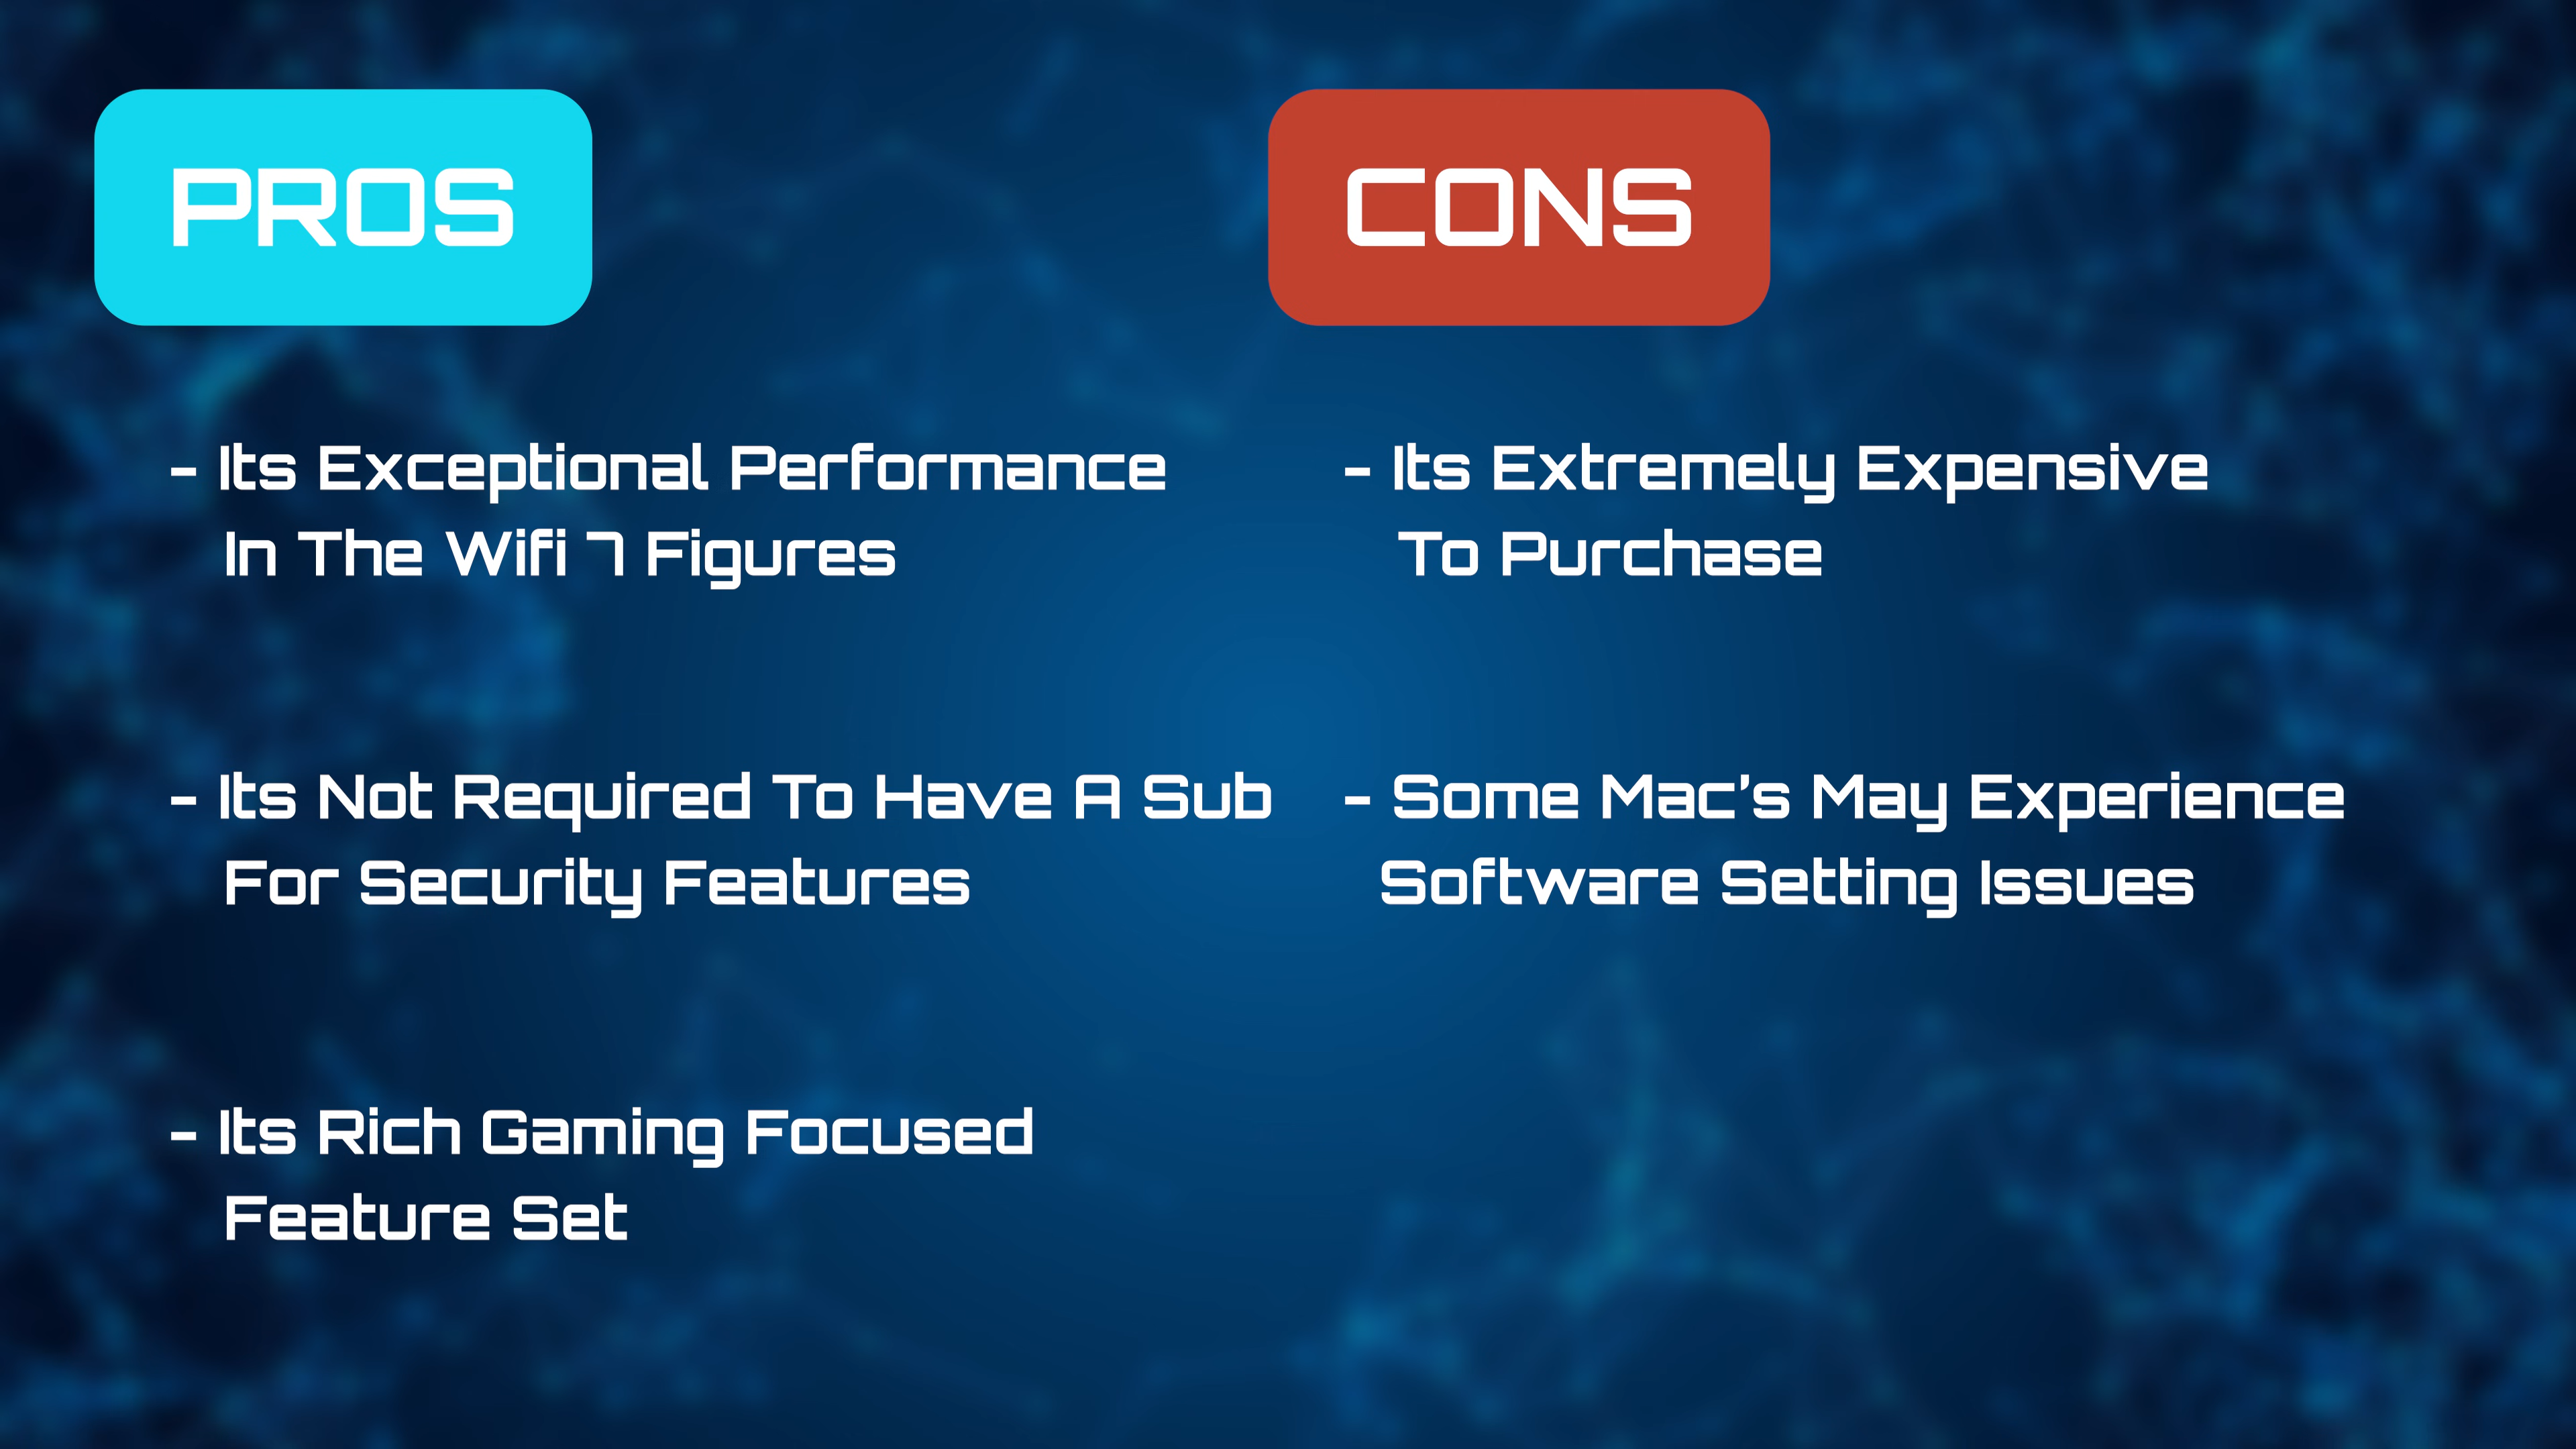 PROS
- Its Exceptional Performance
In The Wifi 7 Figures
- Its Not Required To Have A Sub
For Security Features
- Its Rich Gaming Focused
Feature Set
CONS
- Its Extremely Expensive
To Purchase
- Some Mac’s May Experience
Software Setting Issues